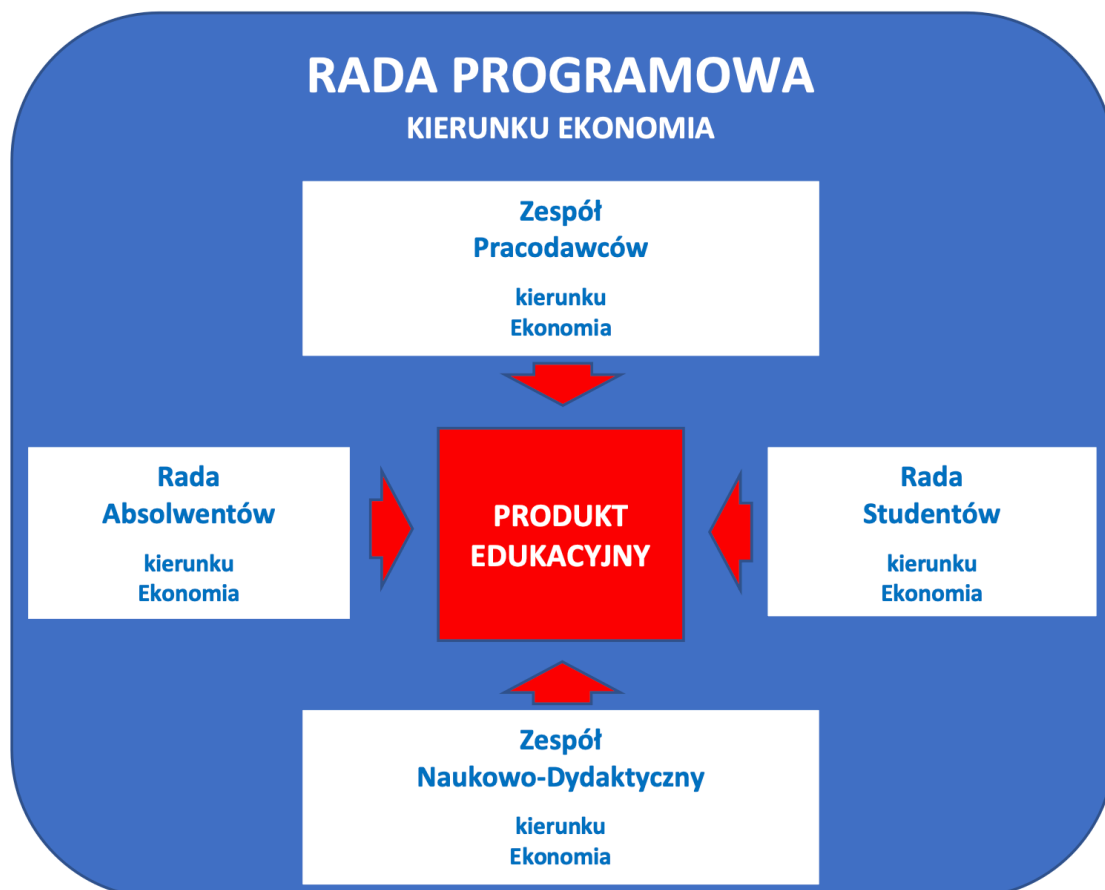 RADA PROGRAMOWA
KIERUNKU EKONOMIA
Zespół
Pracodawców
kierunku
Ekonomia
Rada
Absolwentów
kierunku
Ekonomia
PRODUKT
EDUKACYJNY
Rada
Studentów
kierunku
Ekonomia
Zespół
Naukowo-Dydaktyczny
kierunku
Ekonomia